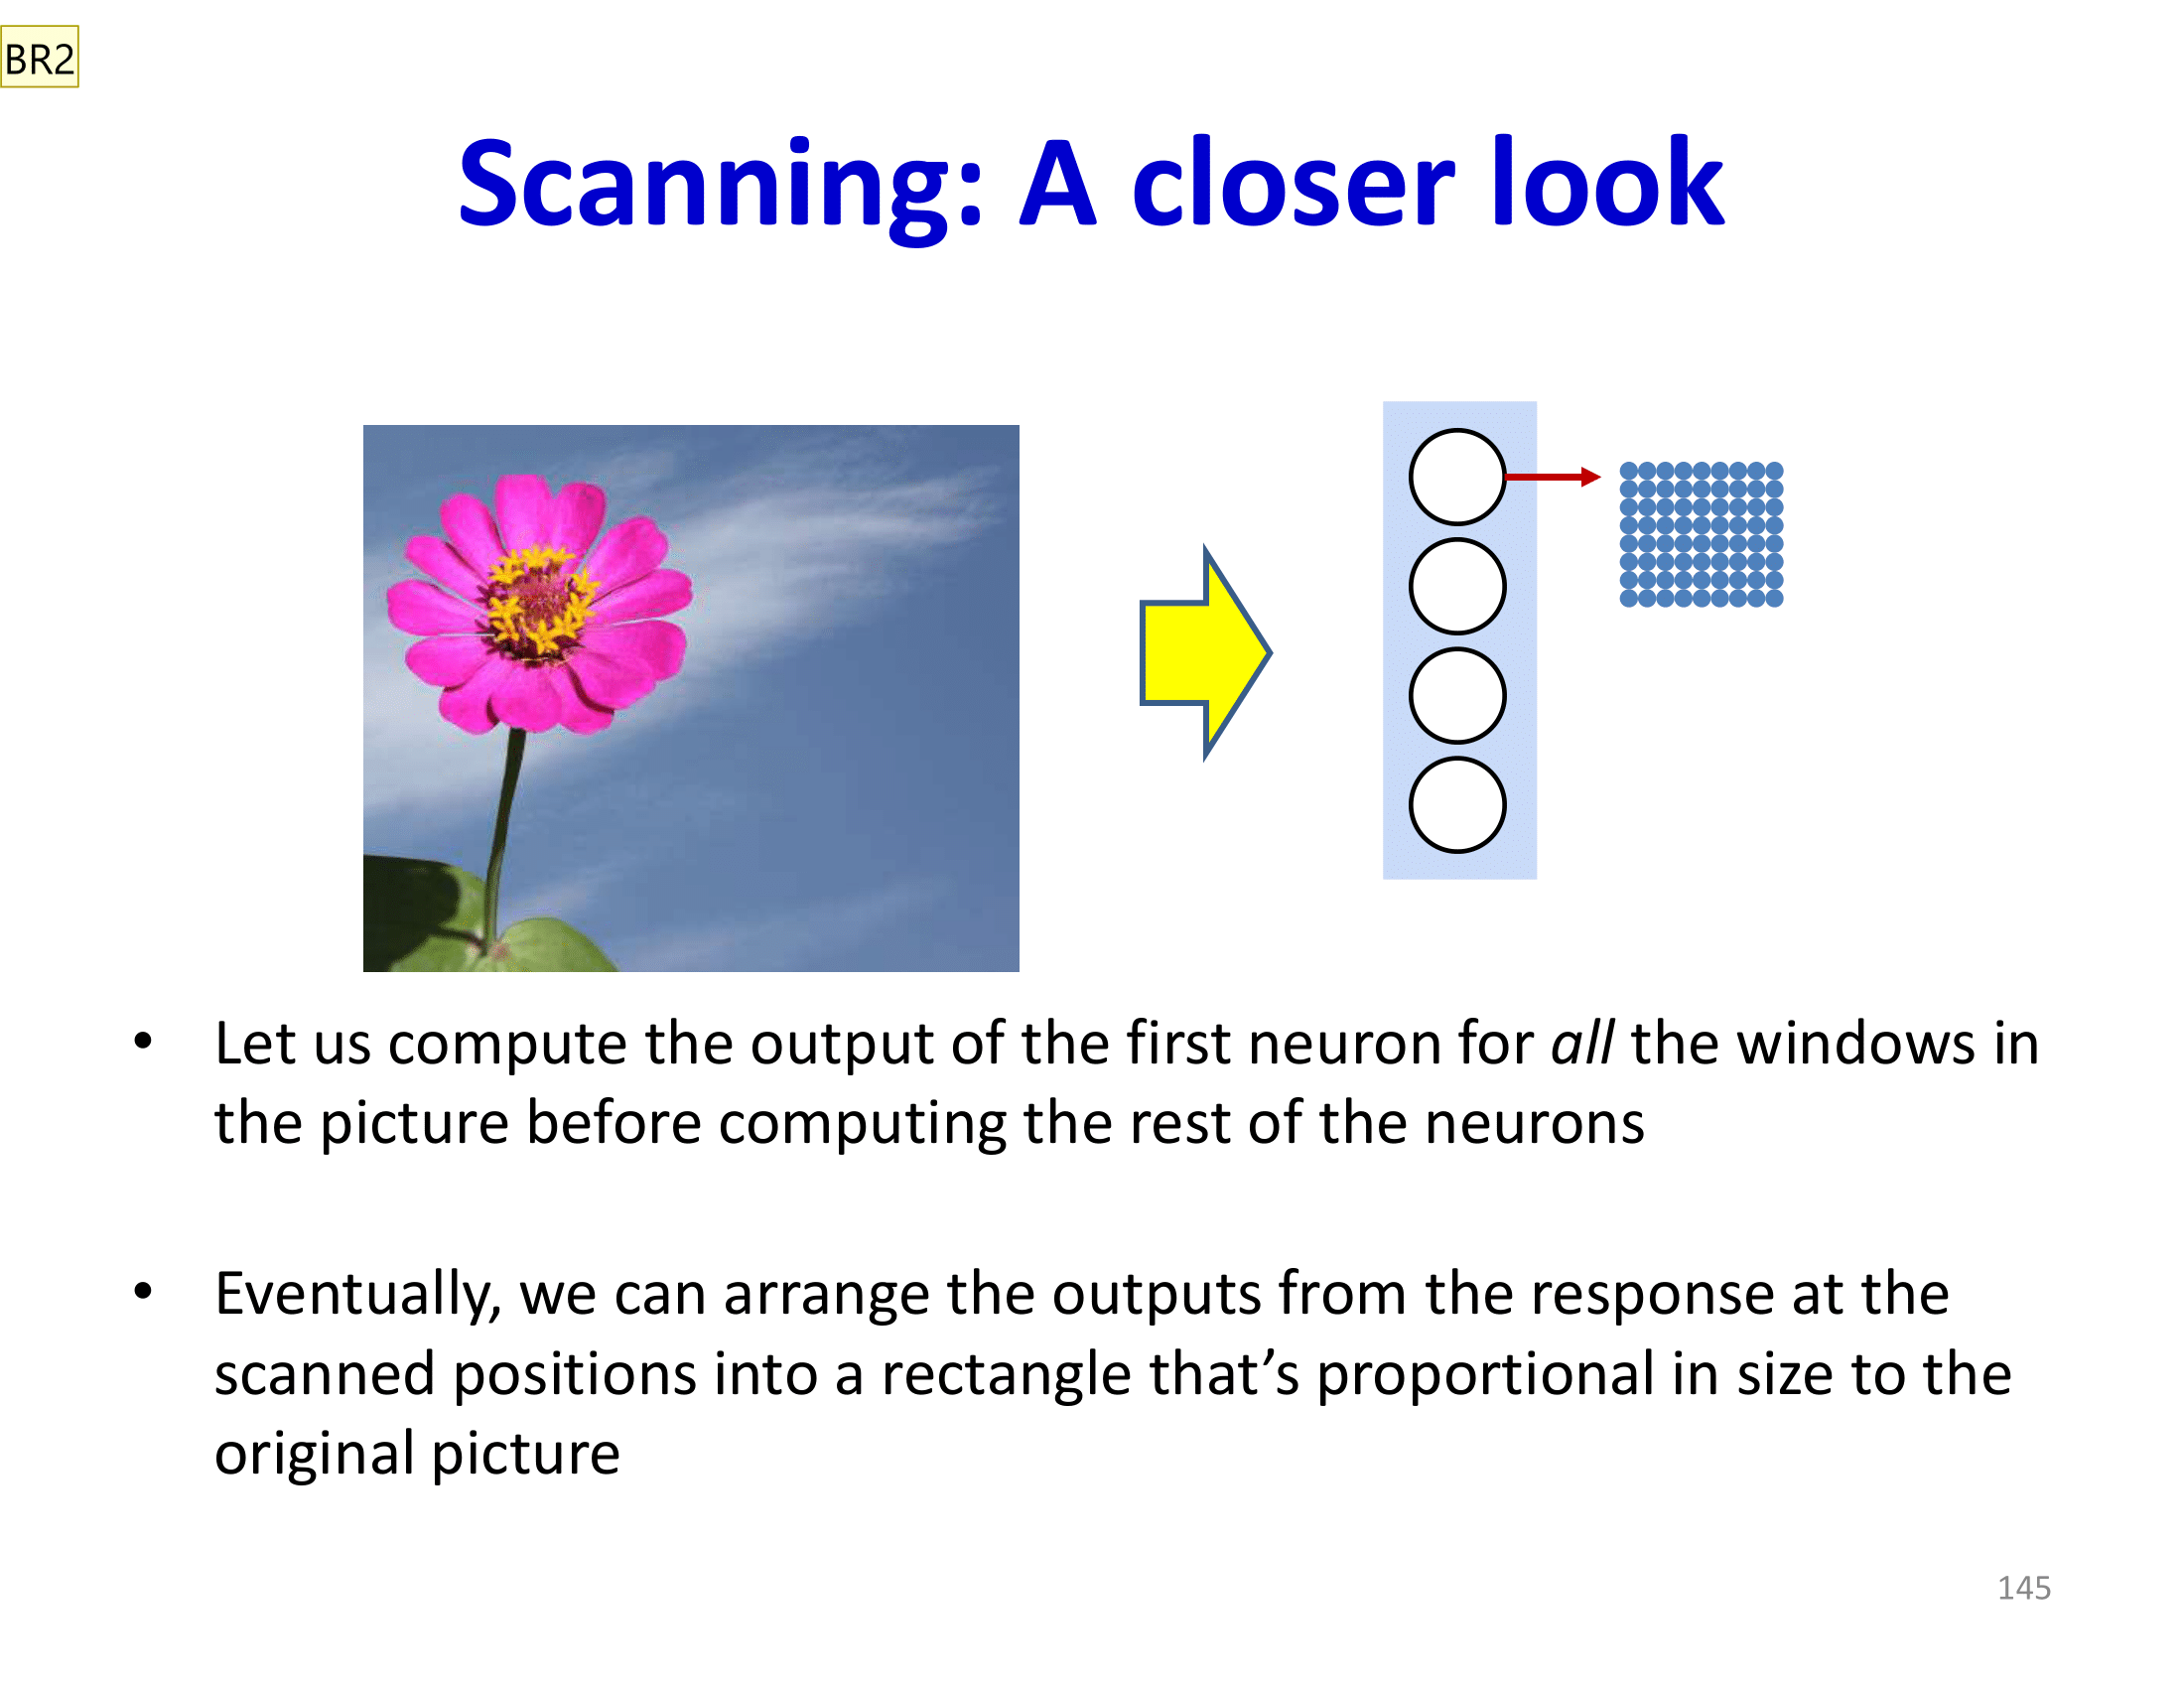 BR2
Scanning: A closer look
• Let us compute the output of the first neuron for all the windows in
the picture before computing the rest of the neurons
• Eventually, we can arrange the outputs from the response at the
scanned positions into a rectangle that’s proportional in size to the
original picture
145